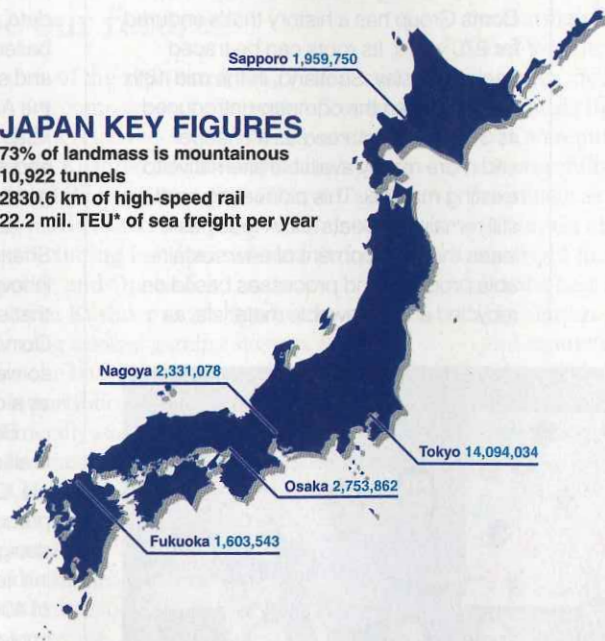 Sapporo 1,959,750
JAPAN KEY FIGURES
73% of landmass is mountainous
10,922 tunnels
2830.6 km of high-speed rail
22.2 mil. TEU* of sea freight per year
Nagoya 2,331,078
Tokyo 14,094,034
Osaka 2,753,862
Fukuoka 1,603,543